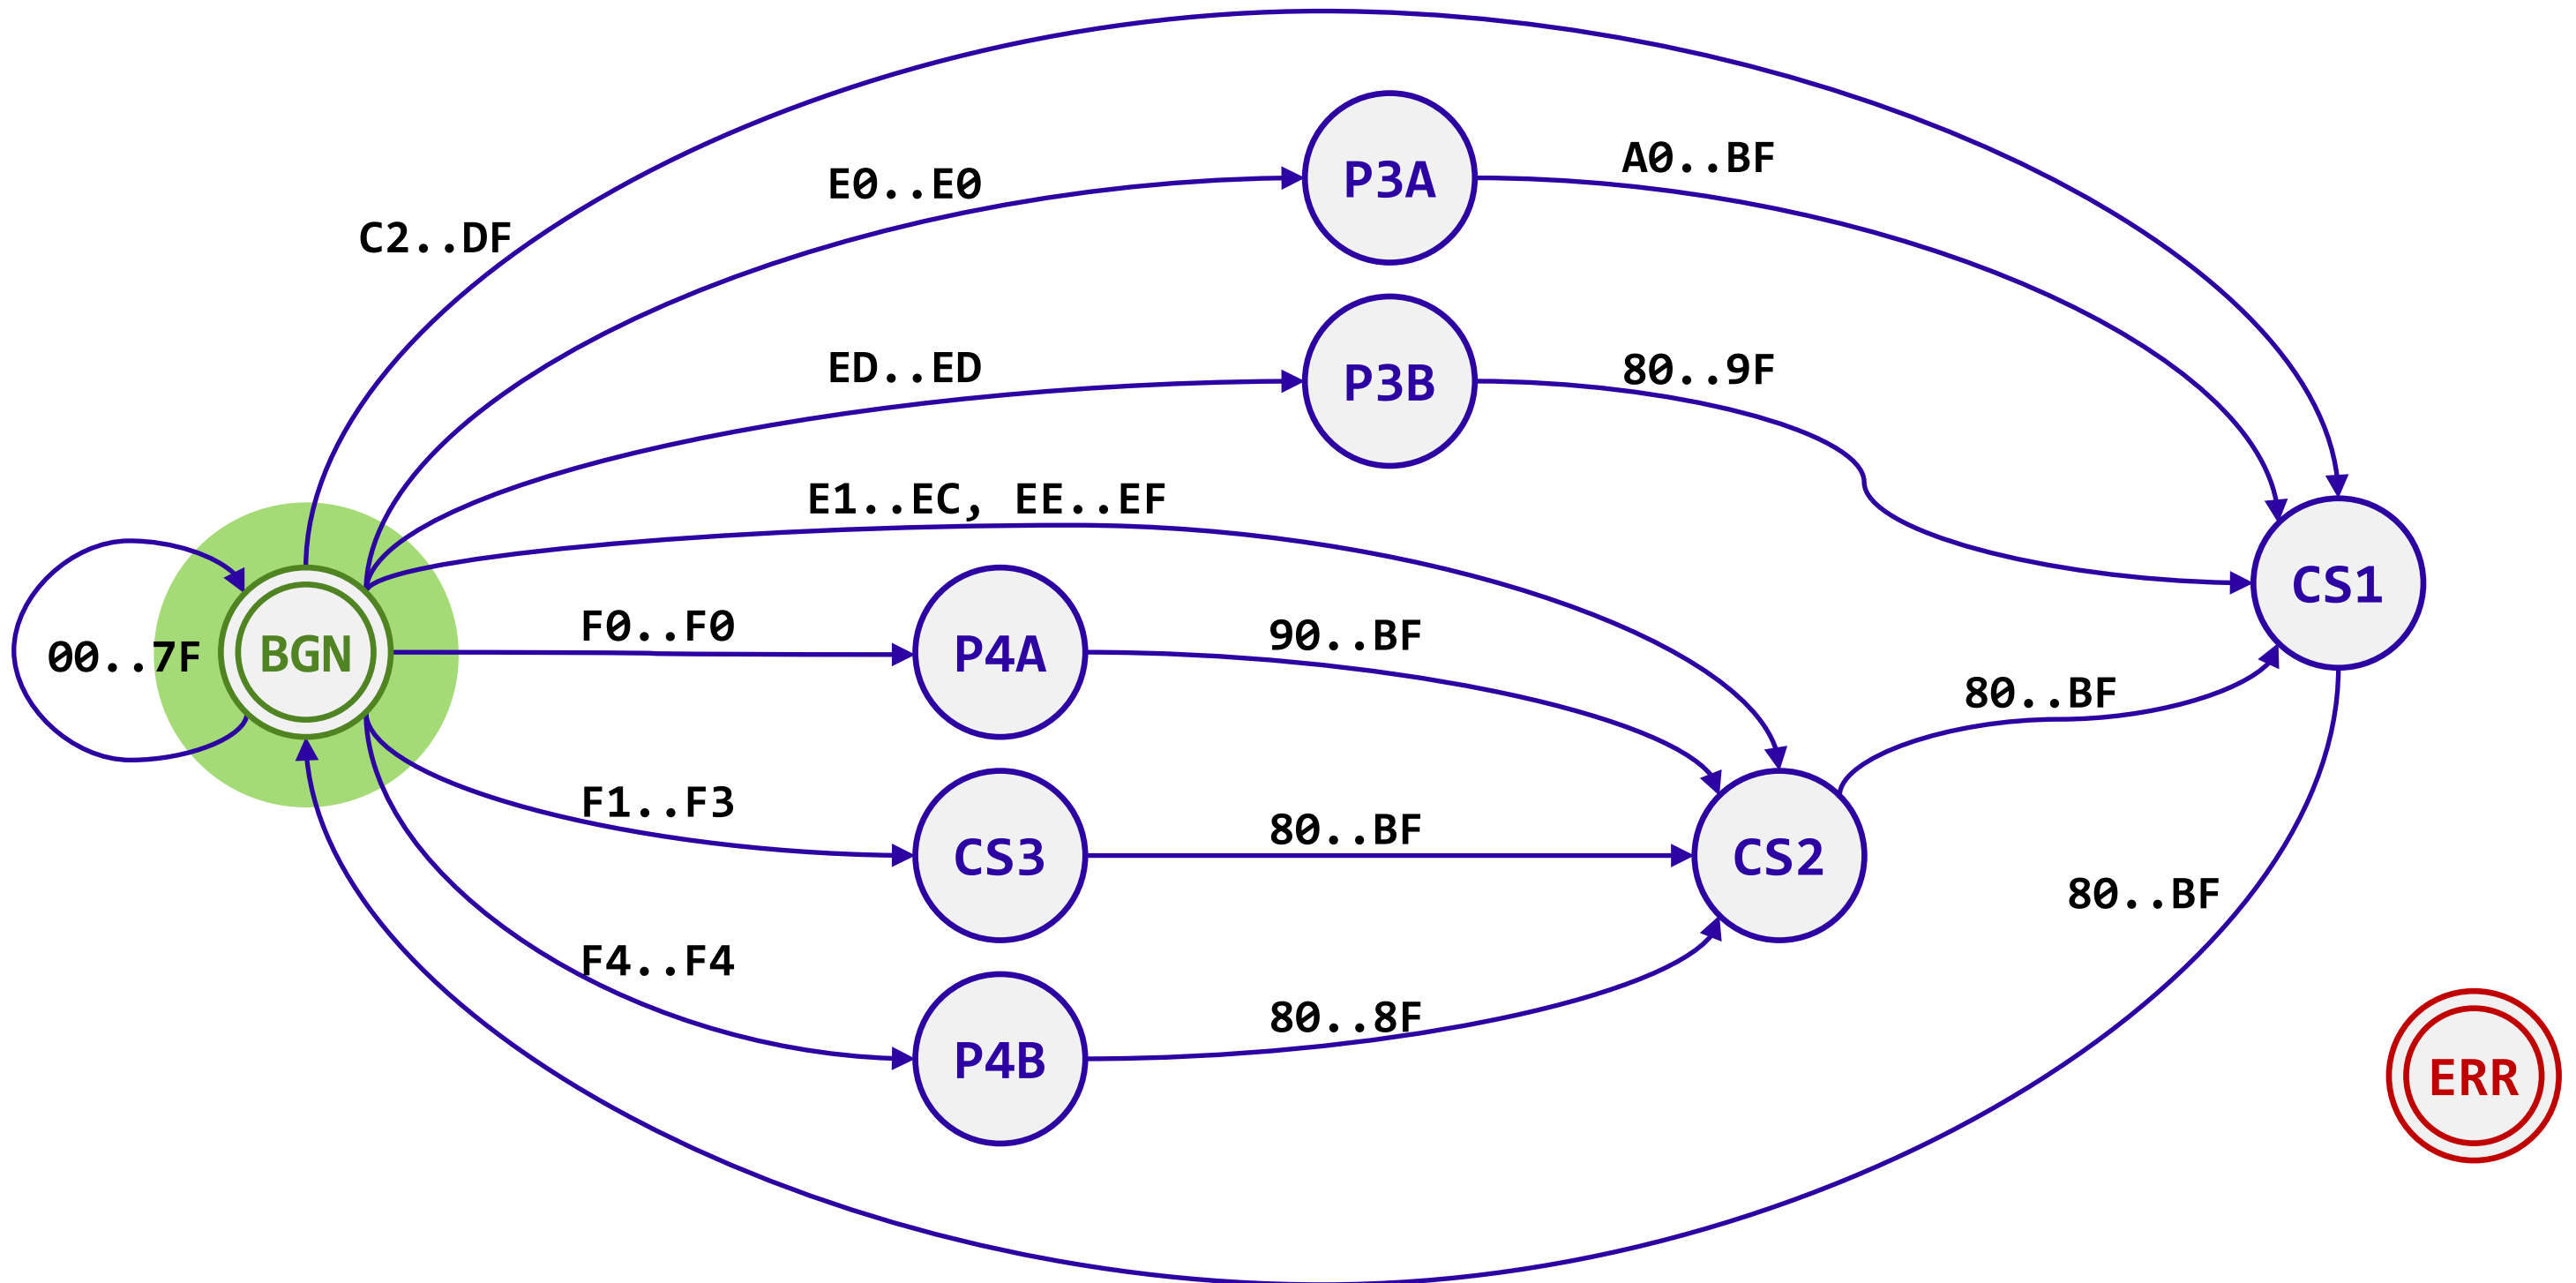 A0..BF
P3A
E0..E0
C2..DF
ED..ED
P3B
80..9F
E1..EC, EE..EF
CS1
F0..F0
90..BF
00..7F
BGN
P4A
80..BF
F1..F3
80..BF
CS3
CS2
80..BF
F4..F4
80..8F
P4B
ERR